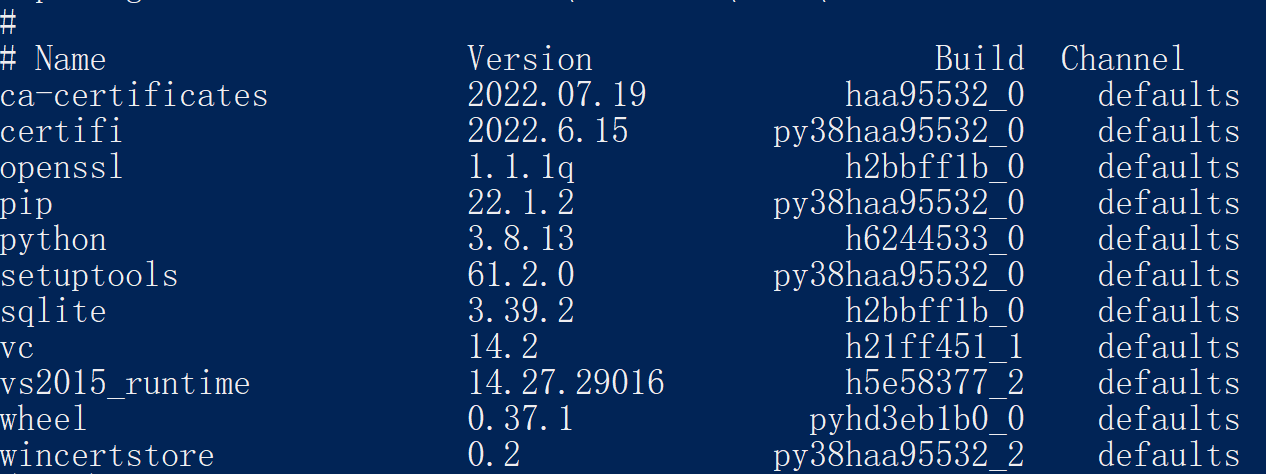 #
# Name Version Build Channel
ca-certificates 2022.07.19 haa95532_0 defaults
certifi 2022.6.15 py38haa95532_0 defaults
openssl 1.1.1q h2bbff1b_0 defaults
pip 22.1.2 py38haa95532_0 defaults
python 3.8.13 h6244533_0 defaults
setuptools 61.2.0 py38haa95532_0 defaults
sqlite 3.39.2 h2bbff1b_0 defaults
vc 14.2 h21ff451_1 defaults
vs2015_runtime 14.27.29016 h5e58377_2 defaults
wheel 0.37.1 pyhd3eb1b0_0 defaults
wincertstore 0.2 py38haa95532_2 defaults